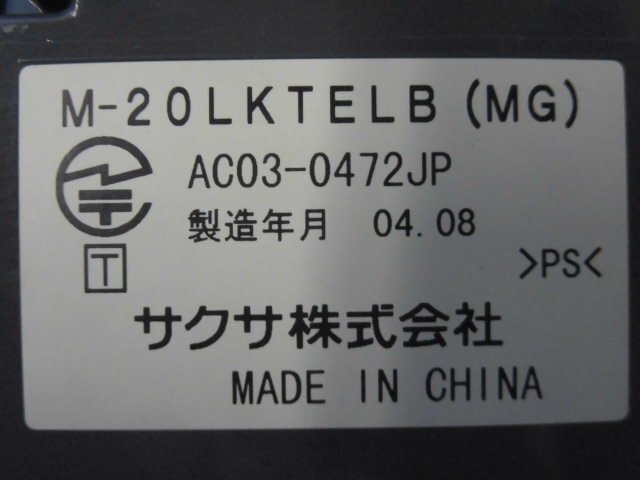 M-20LKTELB (MG)
AC03-0472JP
製造年月 04.08
T
>PS<
サクサ株式会社
MADE IN CHINA